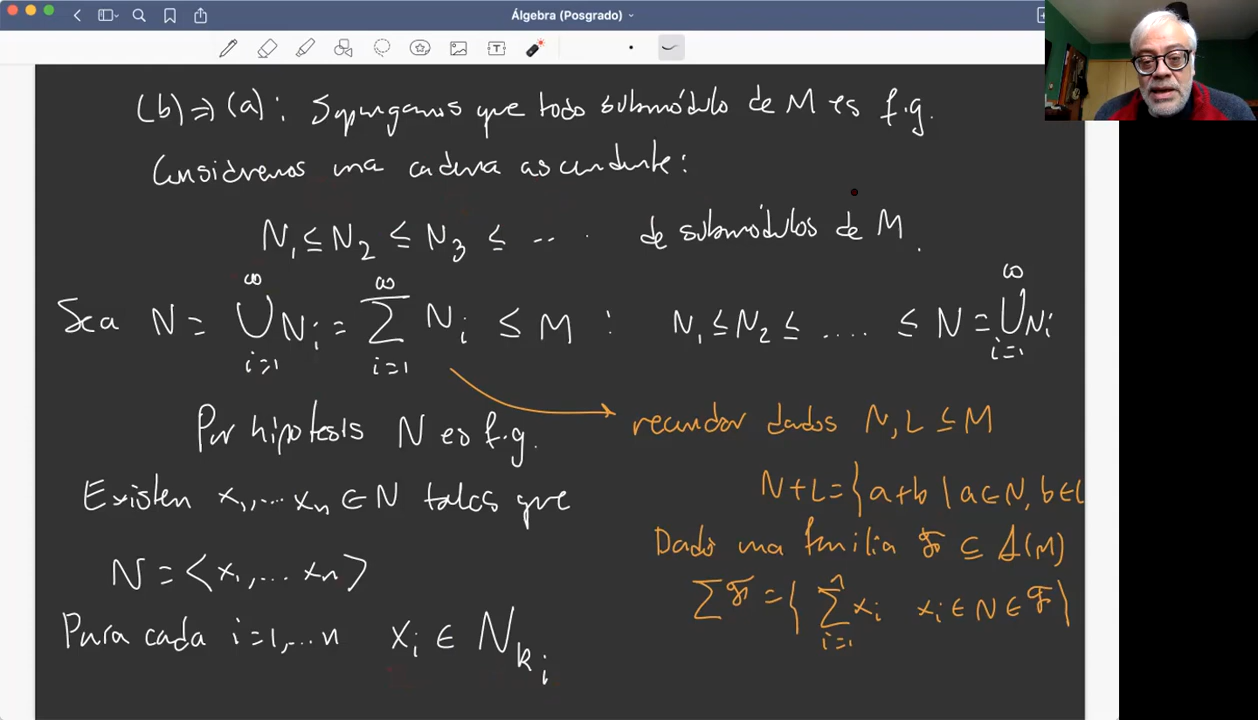 Álgebra (Posgrado)
(b)⇒(a): Supongamos que todo submódulo de M es f.g.
Consideremos una cadena ascendente:
N₁ ≤ N₂ ≤ N₃ ≤ ... de submódulos de M.
Sea N = ⋃_{i=1}^∞ N_i = ∑_{i=1}^∞ N_i ≤ M : N₁ ≤ N₂ ≤ .... ≤ N = ⋃_{i=1}^∞ N_i
Por hipotesis N es f.g.
recordar dados N, L ≤ M
Existen x₁,... x_n ∈ N tales que
N+L = {a+b | a∈N, b∈L
N = <x₁,... x_n>
Dada una familia 𝓕 ⊆ 𝓢(M)
∑𝓕 = { ∑_{i=1}^n x_i x_i ∈ N ∈ 𝓕 }
Para cada i=1,... n x_i ∈ N_{k_i}